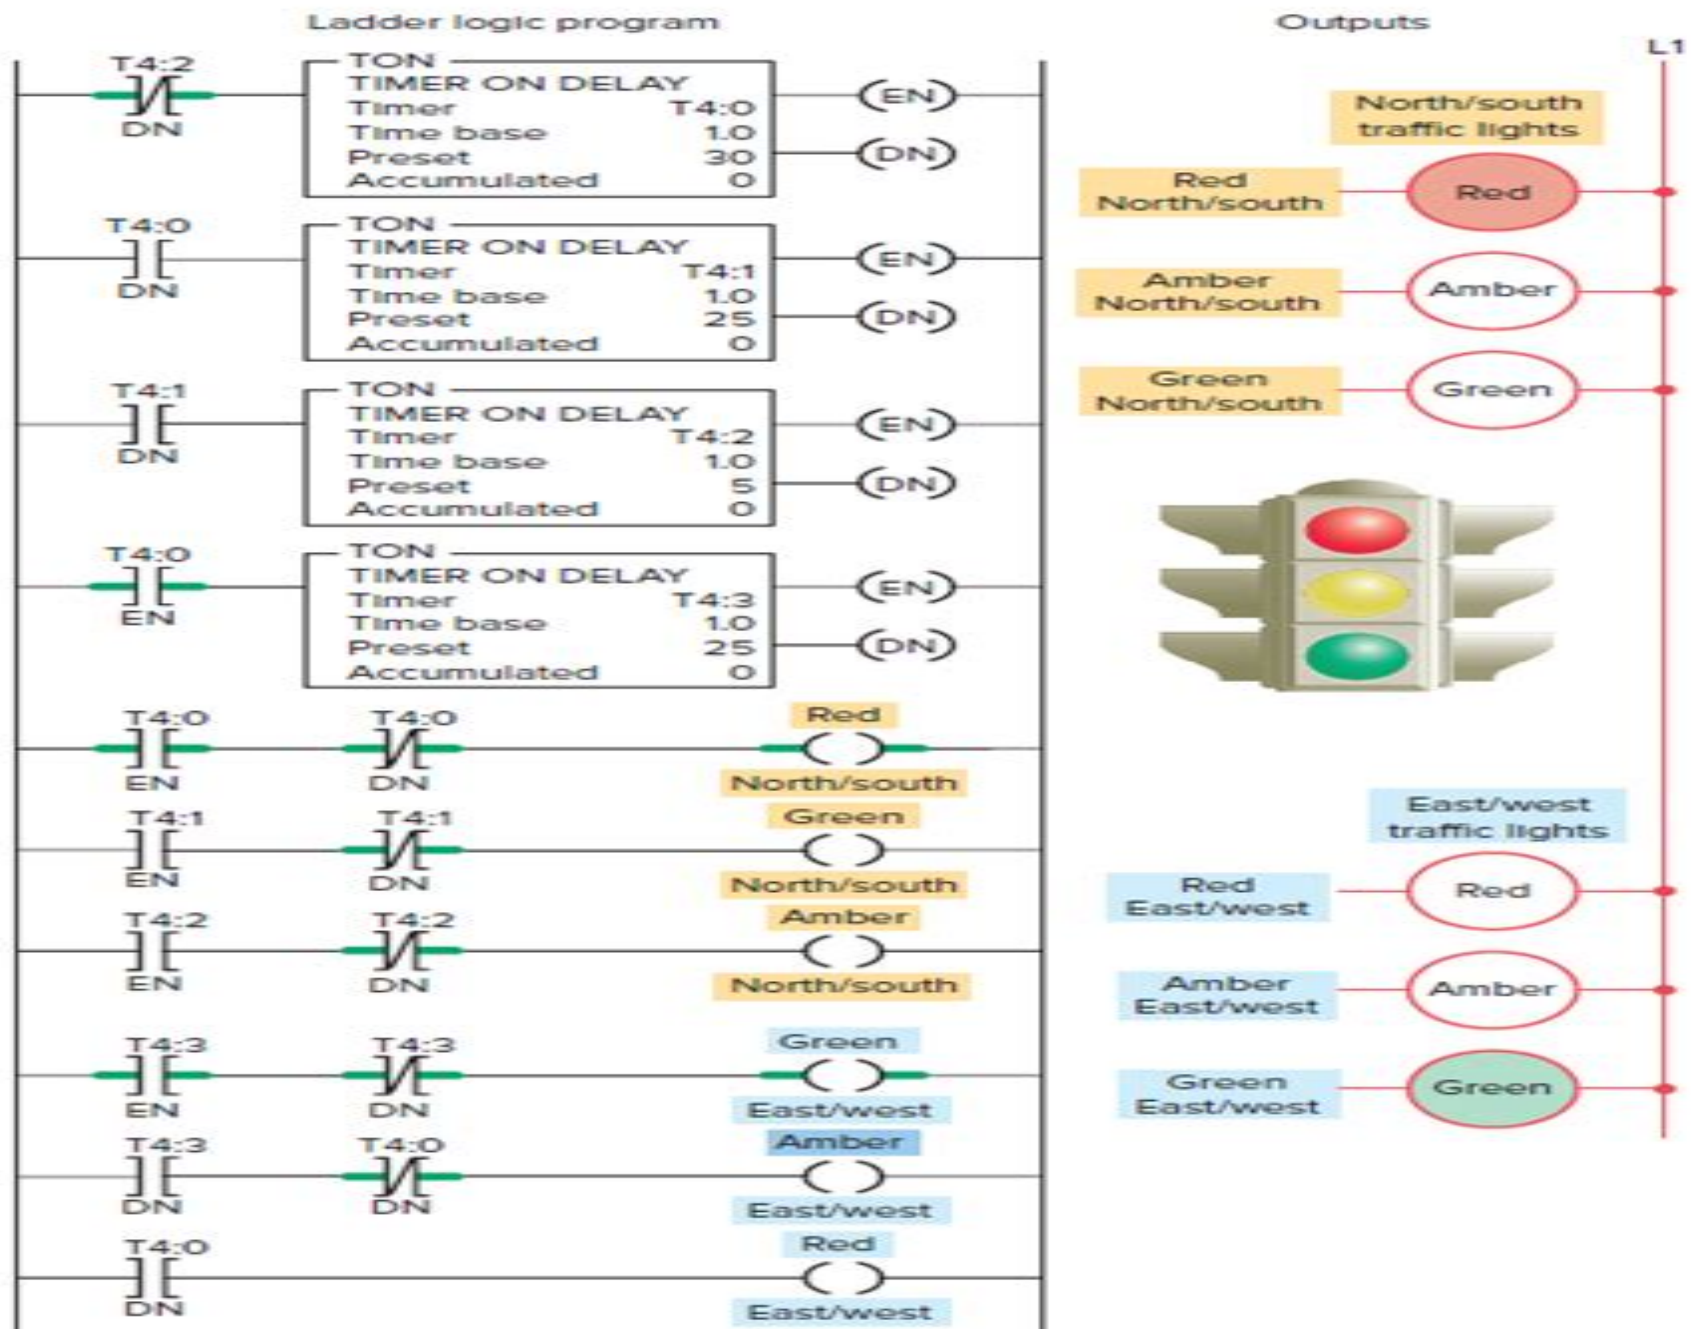 Ladder logic program
T4:2
DN
TON
TIMER ON DELAY
Timer T4:0
Time base 1.0
Preset 30
Accumulated 0
EN
DN
T4:0
DN
TON
TIMER ON DELAY
Timer T4:1
Time base 1.0
Preset 25
Accumulated 0
EN
DN
T4:1
DN
TON
TIMER ON DELAY
Timer T4:2
Time base 1.0
Preset 5
Accumulated 0
EN
DN
T4:0
EN
TON
TIMER ON DELAY
Timer T4:3
Time base 1.0
Preset 25
Accumulated 0
EN
DN
T4:0 T4:0 Red
EN DN North/south
T4:1 T4:1 Green
EN DN North/south
T4:2 T4:2 Amber
EN DN North/south
T4:3 T4:3 Green
EN DN East/west
T4:3 T4:0 Amber
DN DN East/west
T4:0 Red
DN East/west
Outputs
L1
North/south
traffic lights
Red
North/south
Red
Amber
North/south
Amber
Green
North/south
Green
East/west
traffic lights
Red
East/west
Red
Amber
East/west
Amber
Green
East/west
Green